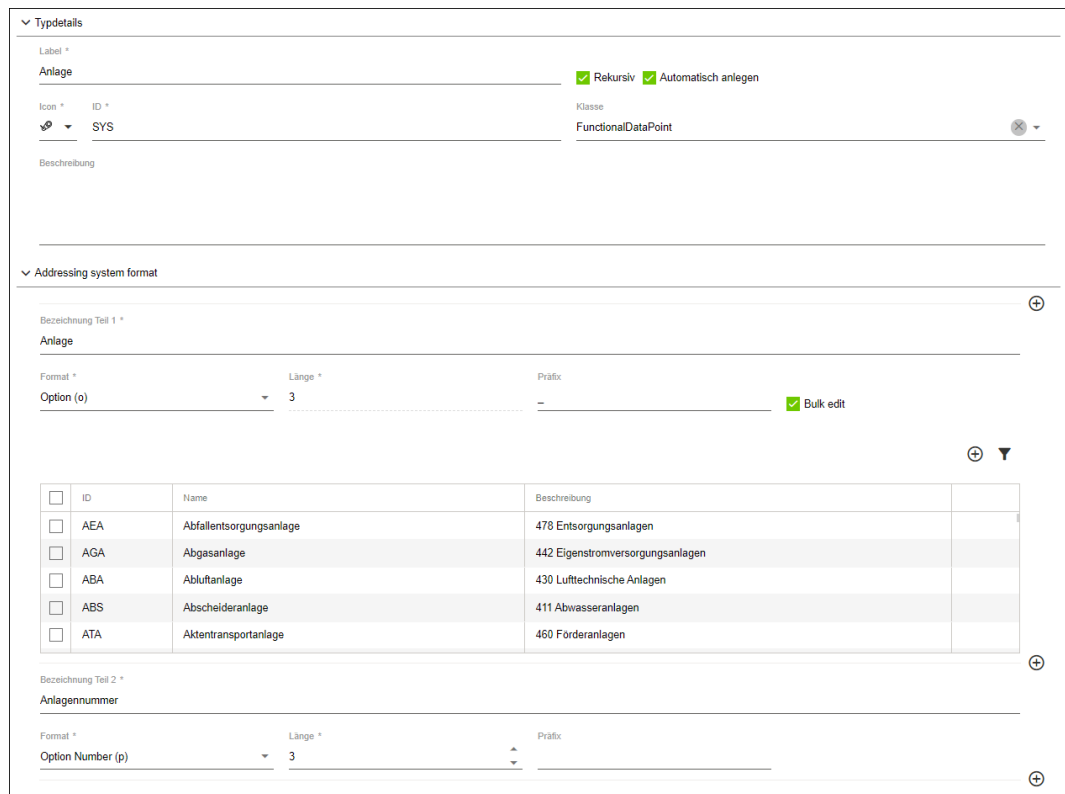 Typdetails
Label *
Anlage
Rekursiv Automatisch anlegen
Icon * ID * Klasse
SYS FunctionalDataPoint
Beschreibung
Addressing system format
Bezeichnung Teil 1 *
Anlage
Format * Länge * Präfix
Option (o) 3 _ Bulk edit
ID Name Beschreibung
AEA Abfallentsorgungsanlage 478 Entsorgungsanlagen
AGA Abgasanlage 442 Eigenstromversorgungsanlagen
ABA Abluftanlage 430 Lufttechnische Anlagen
ABS Abscheideranlage 411 Abwasseranlagen
ATA Aktentransportanlage 460 Förderanlagen
Bezeichnung Teil 2 *
Anlagennummer
Format * Länge * Präfix
Option Number (p) 3